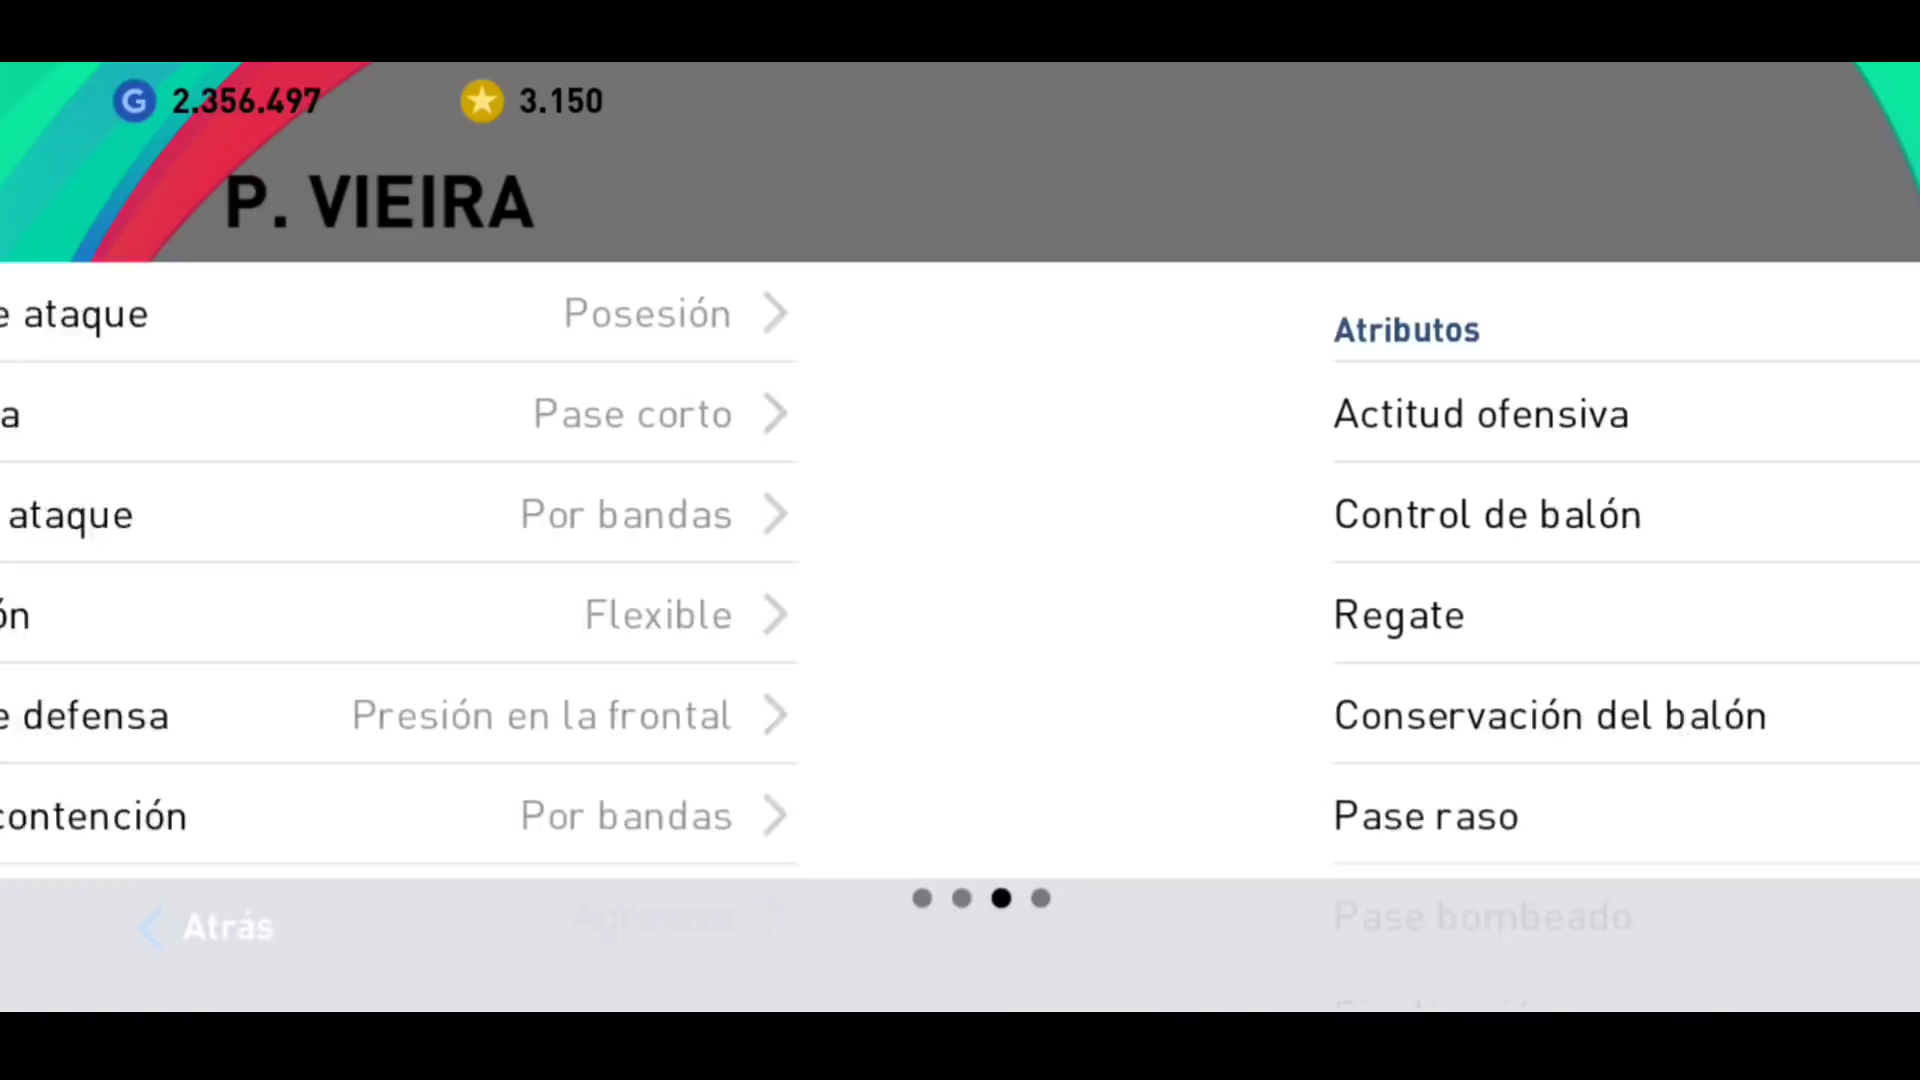 G 2.356.497 3.150
P. VIEIRA
e ataque Posesión
a Pase corto
ataque Por bandas
ón Flexible
e defensa Presión en la frontal
contención Por bandas
Agresivo
Atributos
Actitud ofensiva
Control de balón
Regate
Conservación del balón
Pase raso
Pase bombeado
Atrás